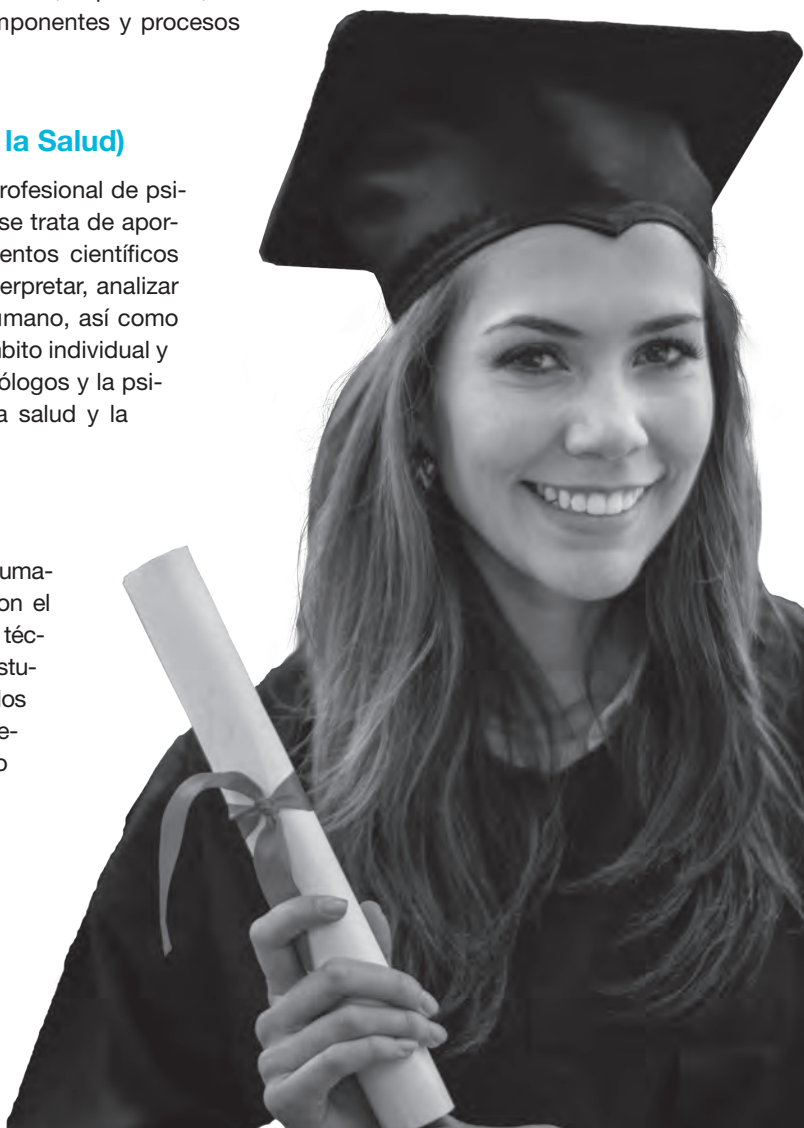 mponentes y procesos
la Salud)
rofesional de psi-
se trata de apor-
entos científicos
erpretar, analizar
umano, así como
bito individual y
ólogos y la psi-
a salud y la
uma-
on el
téc-
stu-
los
e-
o